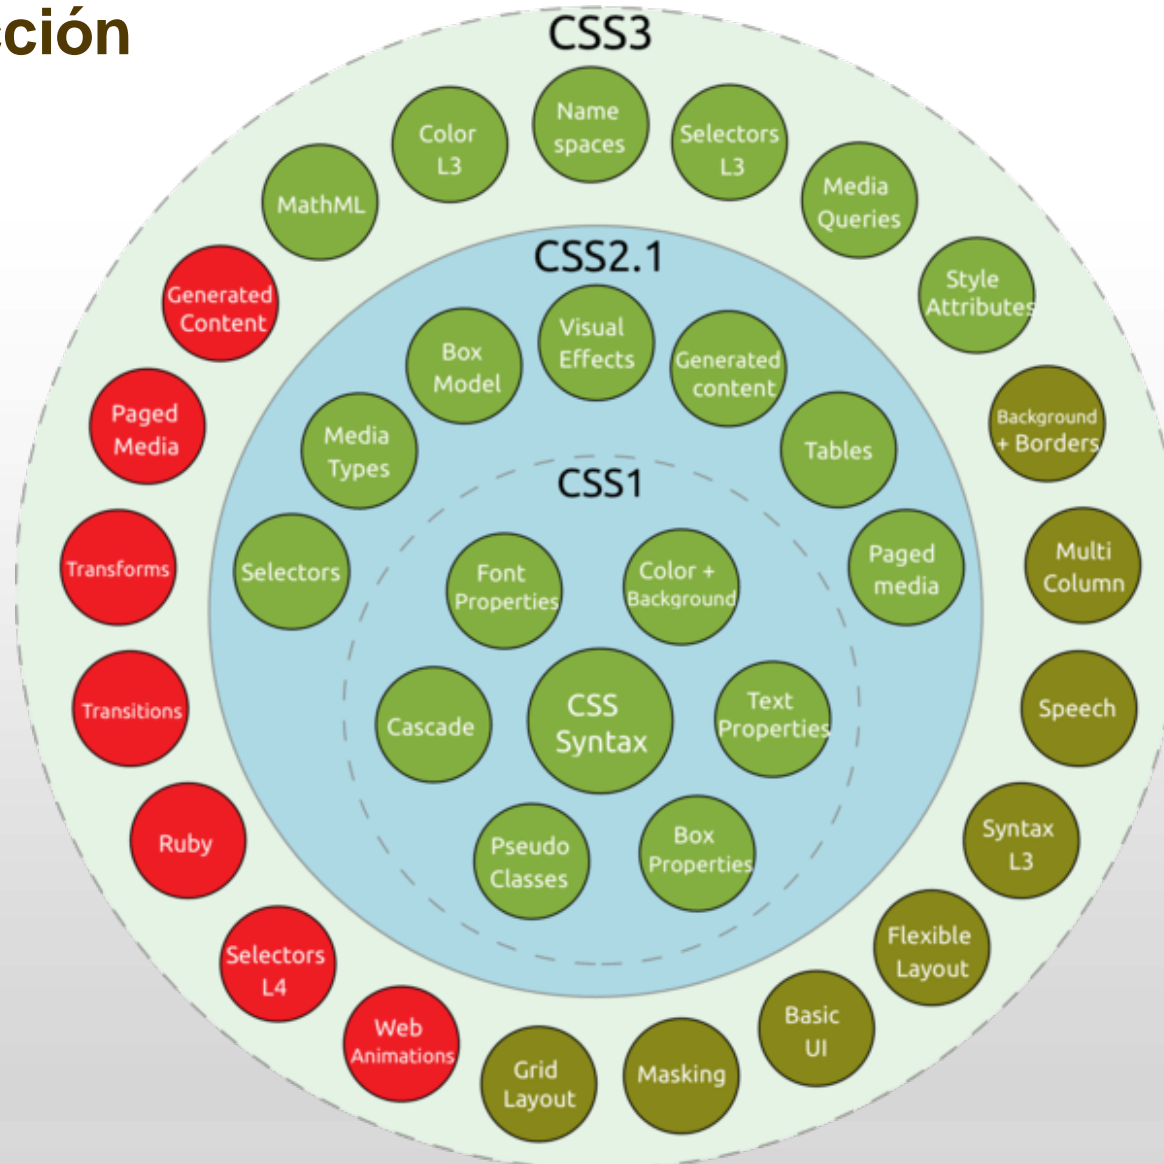 cción
CSS3
Name
spaces
Color
L3
Selectors
L3
MathML
Media
Queries
Generated
Content
Style
Attributes
Paged
Media
Background
+ Borders
Transforms
Multi
Column
Transitions
Speech
Ruby
Syntax
L3
Selectors
L4
Flexible
Layout
Web
Animations
Basic
UI
Grid
Layout
Masking
CSS2.1
Visual
Effects
Box
Model
Generated
content
Media
Types
Tables
Selectors
Paged
media
CSS1
Font
Properties
Color +
Background
Cascade
CSS
Syntax
Text
Properties
Pseudo
Classes
Box
Properties